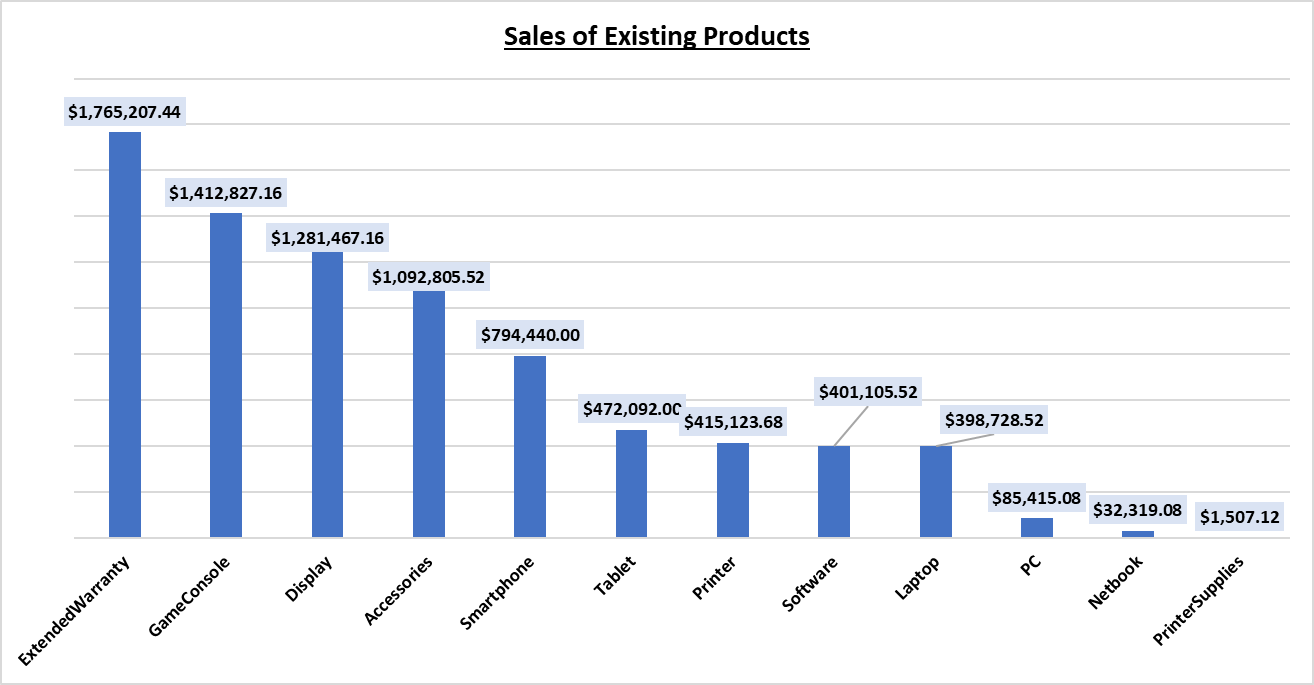 Sales of Existing Products
$1,765,207.44
$1,412,827.16
$1,281,467.16
$1,092,805.52
$794,440.00
$472,092.00
$415,123.68
$401,105.52
$398,728.52
$85,415.08
$32,319.08
$1,507.12
ExtendedWarranty
GameConsole
Display
Accessories
Smartphone
Tablet
Printer
Software
Laptop
PC
Netbook
PrinterSupplies